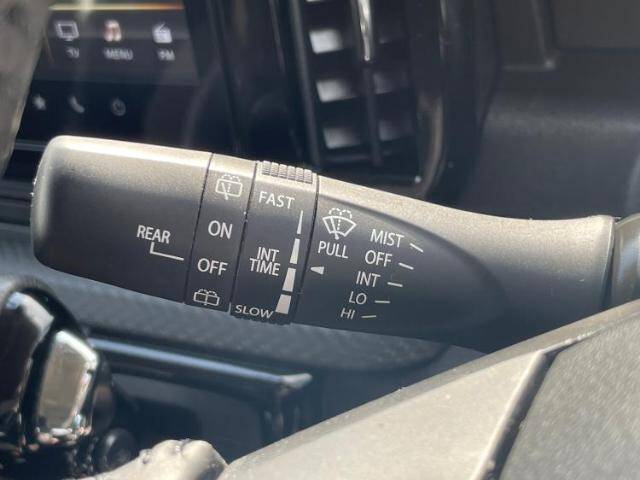 TV
MENU
FM
REAR
ON
OFF
FAST
INT
TIME
SLOW
PULL
MIST
OFF
INT
LO
HI